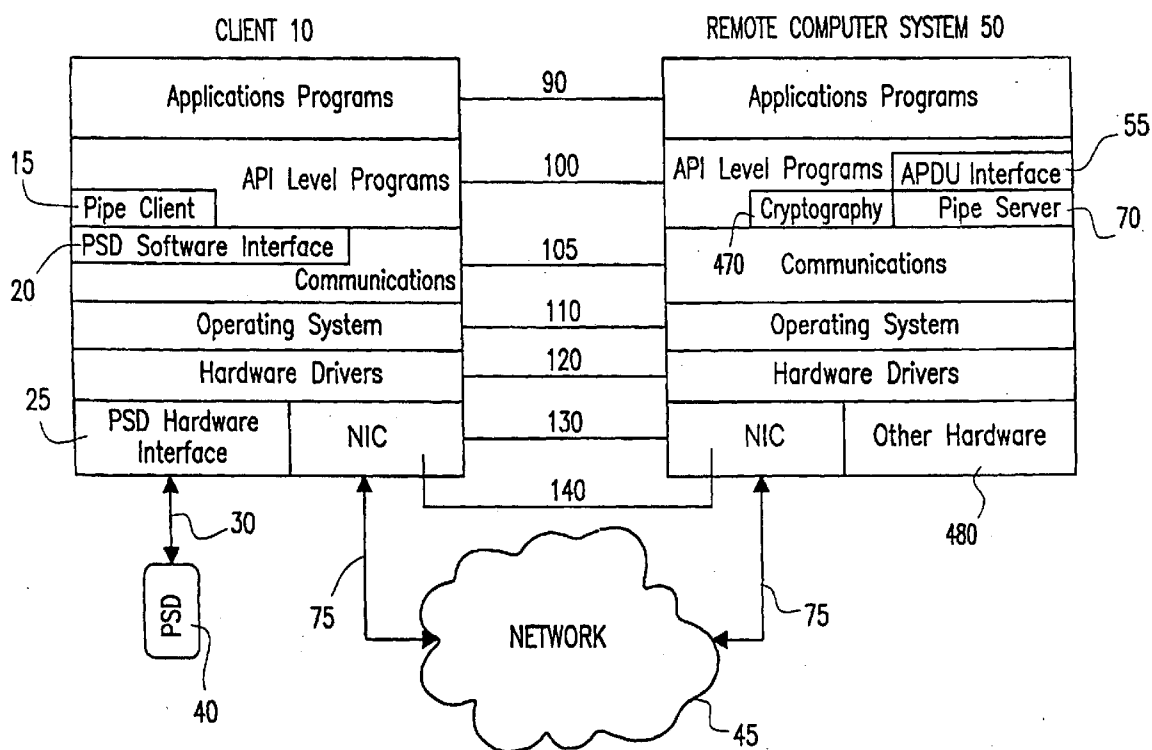 CLIENT 10
REMOTE COMPUTER SYSTEM 50
Applications Programs
90
Applications Programs
15
API Level Programs
100
API Level Programs
APDU Interface
55
Pipe Client
Cryptography
Pipe Server
70
PSD Software Interface
20
105
470
Communications
Communications
Operating System
110
Operating System
Hardware Drivers
120
Hardware Drivers
25
PSD Hardware
Interface
NIC
130
NIC
Other Hardware
140
480
30
75
75
PSD
40
NETWORK
45